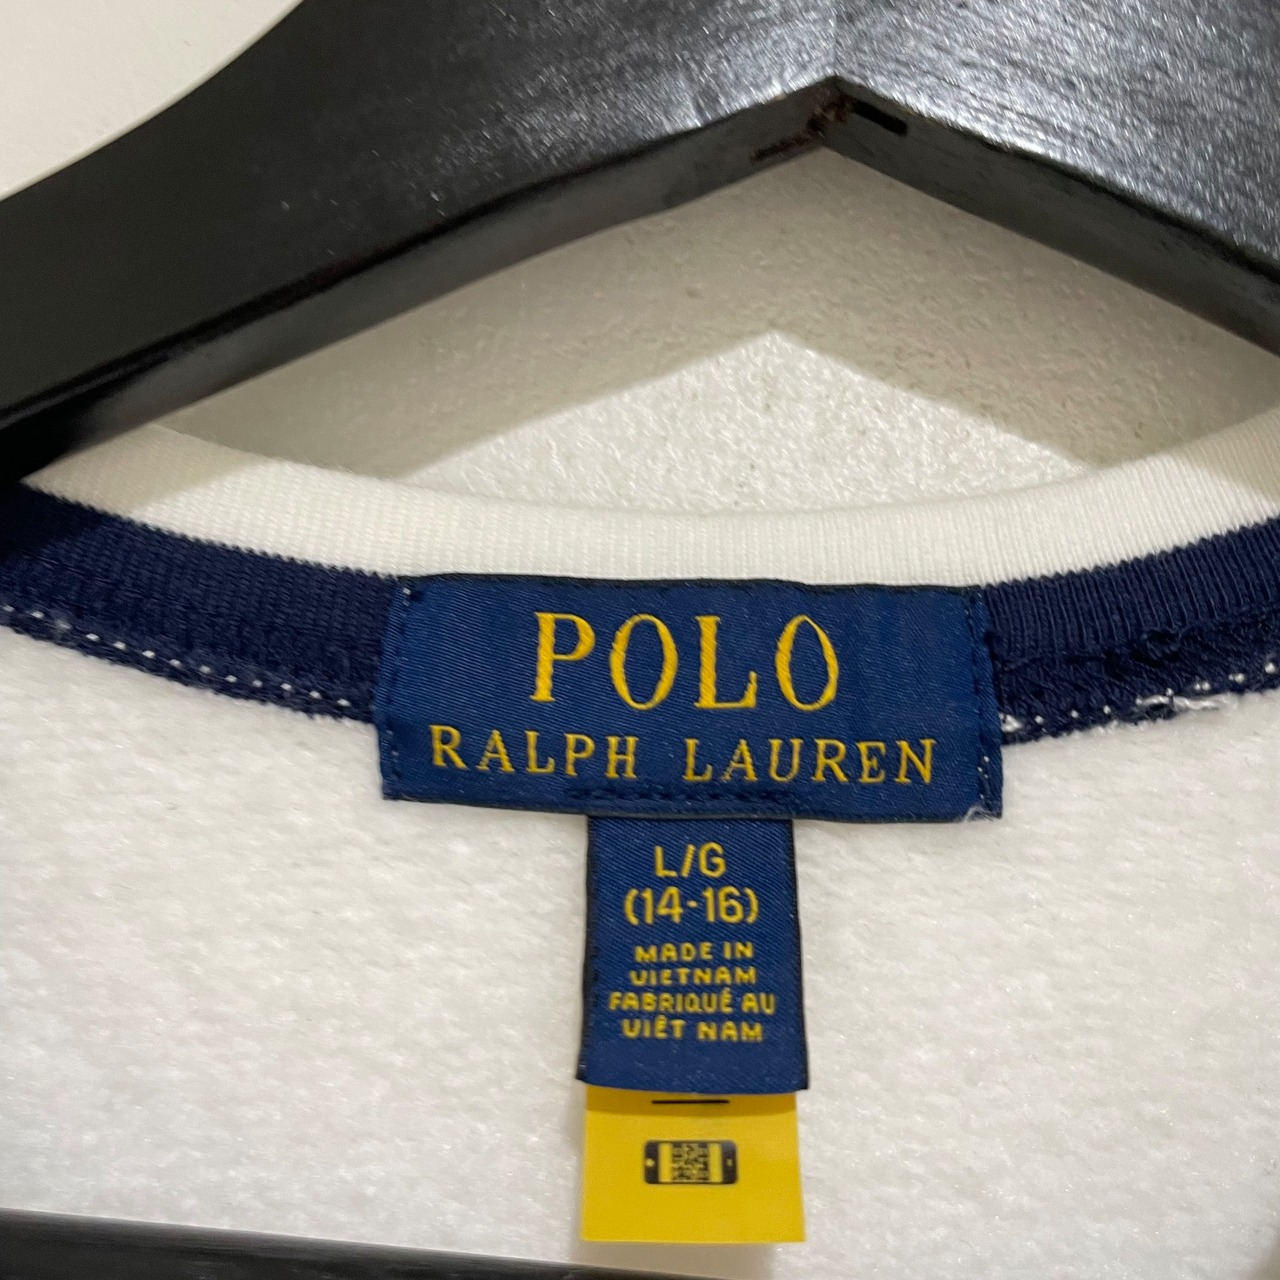 POLO
RALPH LAUREN
L/G
(14-16)
MADE IN
VIETNAM
FABRIQUÉ AU
VIÊT NAM